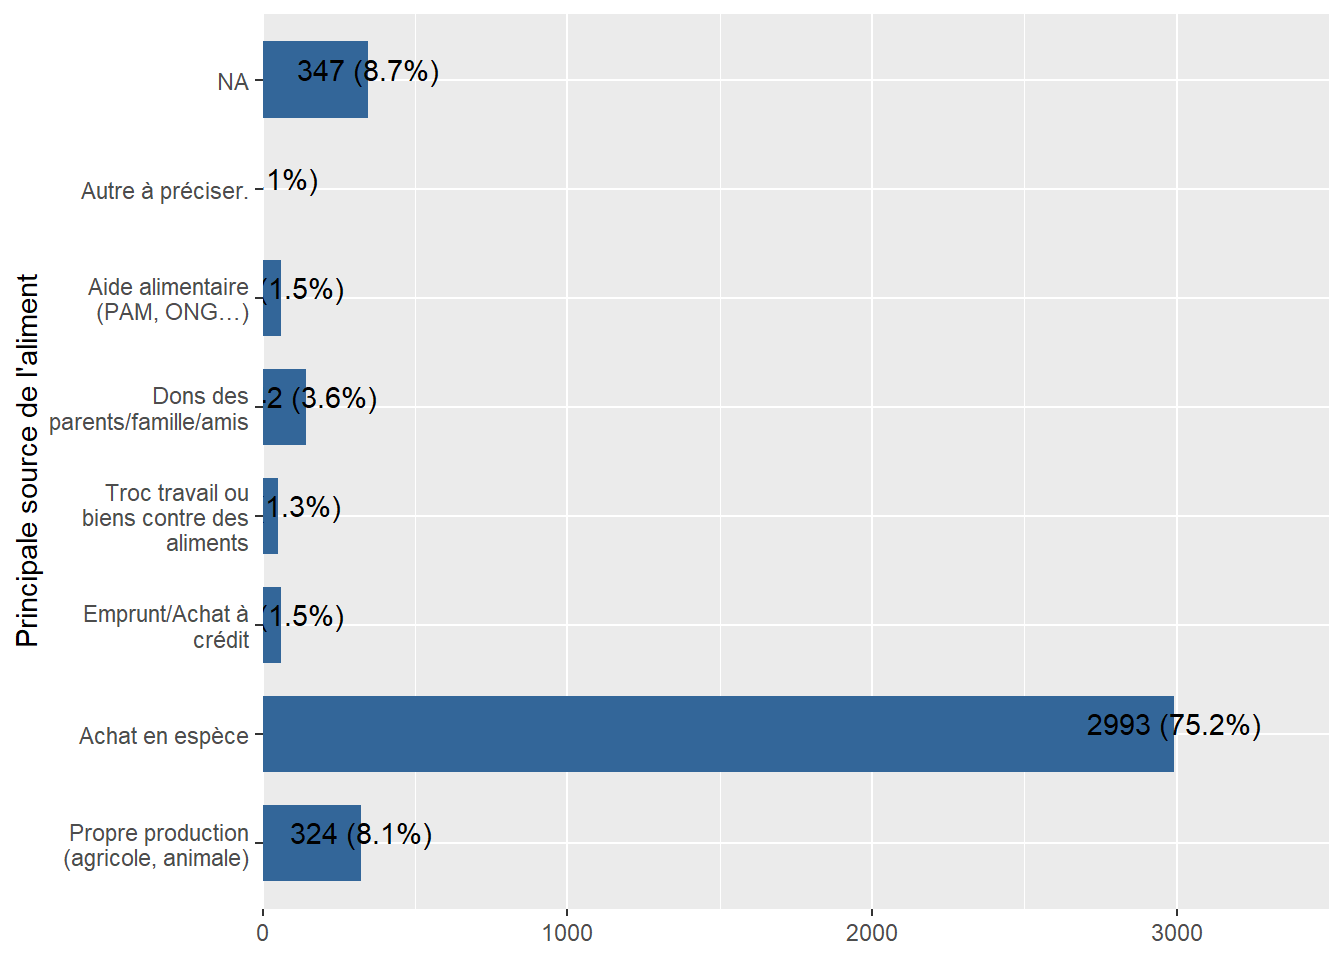 Principale source de l'aliment
NA
347 (8.7%)
Autre à préciser.
1%)
Aide alimentaire
(PAM, ONG…)
(1.5%)
Dons des
parents/famille/amis
2 (3.6%)
Troc travail ou
biens contre des
aliments
1.3%)
Emprunt/Achat à
crédit
(1.5%)
Achat en espèce
2993 (75.2%)
Propre production
(agricole, animale)
324 (8.1%)
0 1000 2000 3000